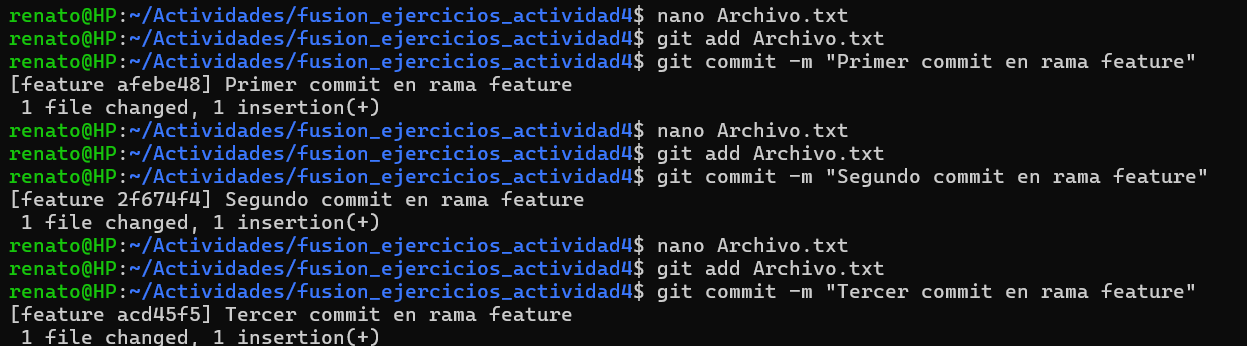 renato@HP:~/Actividades/fusion_ejercicios_actividad4$ nano Archivo.txt
renato@HP:~/Actividades/fusion_ejercicios_actividad4$ git add Archivo.txt
renato@HP:~/Actividades/fusion_ejercicios_actividad4$ git commit -m "Primer commit en rama feature"
[feature afebe48] Primer commit en rama feature
 1 file changed, 1 insertion(+)
renato@HP:~/Actividades/fusion_ejercicios_actividad4$ nano Archivo.txt
renato@HP:~/Actividades/fusion_ejercicios_actividad4$ git add Archivo.txt
renato@HP:~/Actividades/fusion_ejercicios_actividad4$ git commit -m "Segundo commit en rama feature"
[feature 2f674f4] Segundo commit en rama feature
 1 file changed, 1 insertion(+)
renato@HP:~/Actividades/fusion_ejercicios_actividad4$ nano Archivo.txt
renato@HP:~/Actividades/fusion_ejercicios_actividad4$ git add Archivo.txt
renato@HP:~/Actividades/fusion_ejercicios_actividad4$ git commit -m "Tercer commit en rama feature"
[feature acd45f5] Tercer commit en rama feature
 1 file changed, 1 insertion(+)